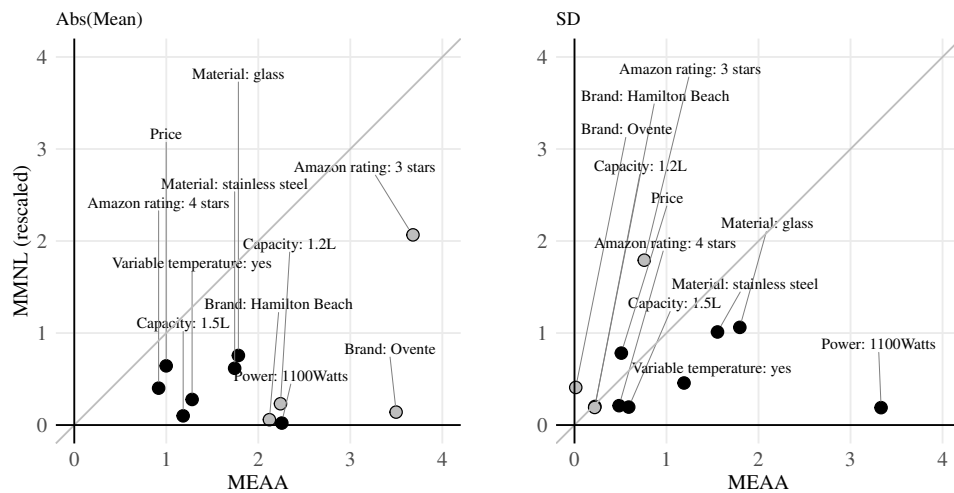 Abs(Mean)
4
3
2
1
0
0
1
2
3
4
MMNL (rescaled)
MEAA
Material: glass
Price
Amazon rating: 3 stars
Material: stainless steel
Amazon rating: 4 stars
Capacity: 1.2L
Variable temperature: yes
Brand: Hamilton Beach
Capacity: 1.5L
Brand: Ovente
Power: 1100Watts
SD
4
3
2
1
0
0
1
2
3
4
MEAA
Amazon rating: 3 stars
Brand: Hamilton Beach
Brand: Ovente
Capacity: 1.2L
Price
Material: glass
Amazon rating: 4 stars
Material: stainless steel
Capacity: 1.5L
Power: 1100Watts
Variable temperature: yes